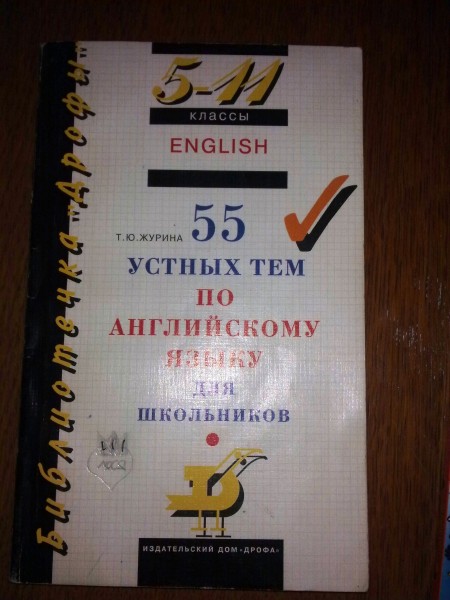 Библиотечка "Дрофы"
5-11
классы
ENGLISH
Т.Ю.ЖУРИНА 55
УСТНЫХ ТЕМ
ПО
АНГЛИЙСКОМУ
ЯЗЫКУ
ДЛЯ
ШКОЛЬНИКОВ
ИЗДАТЕЛЬСКИЙ ДОМ «ДРОФА»